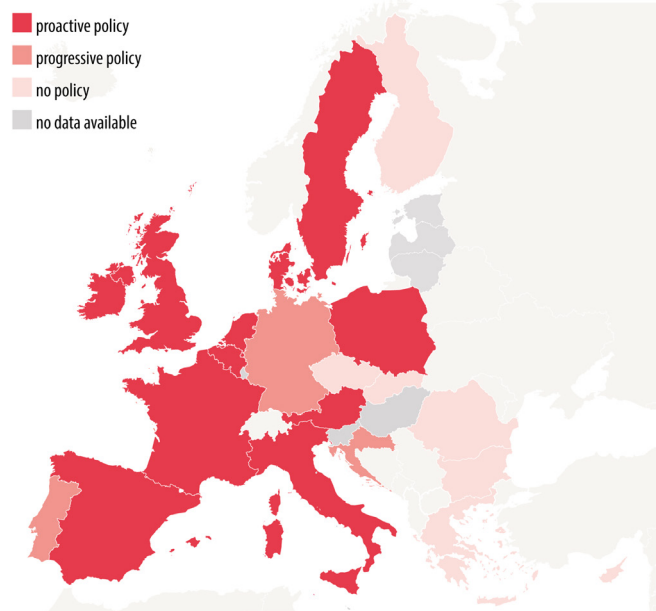 proactive policy
progressive policy
no policy
no data available